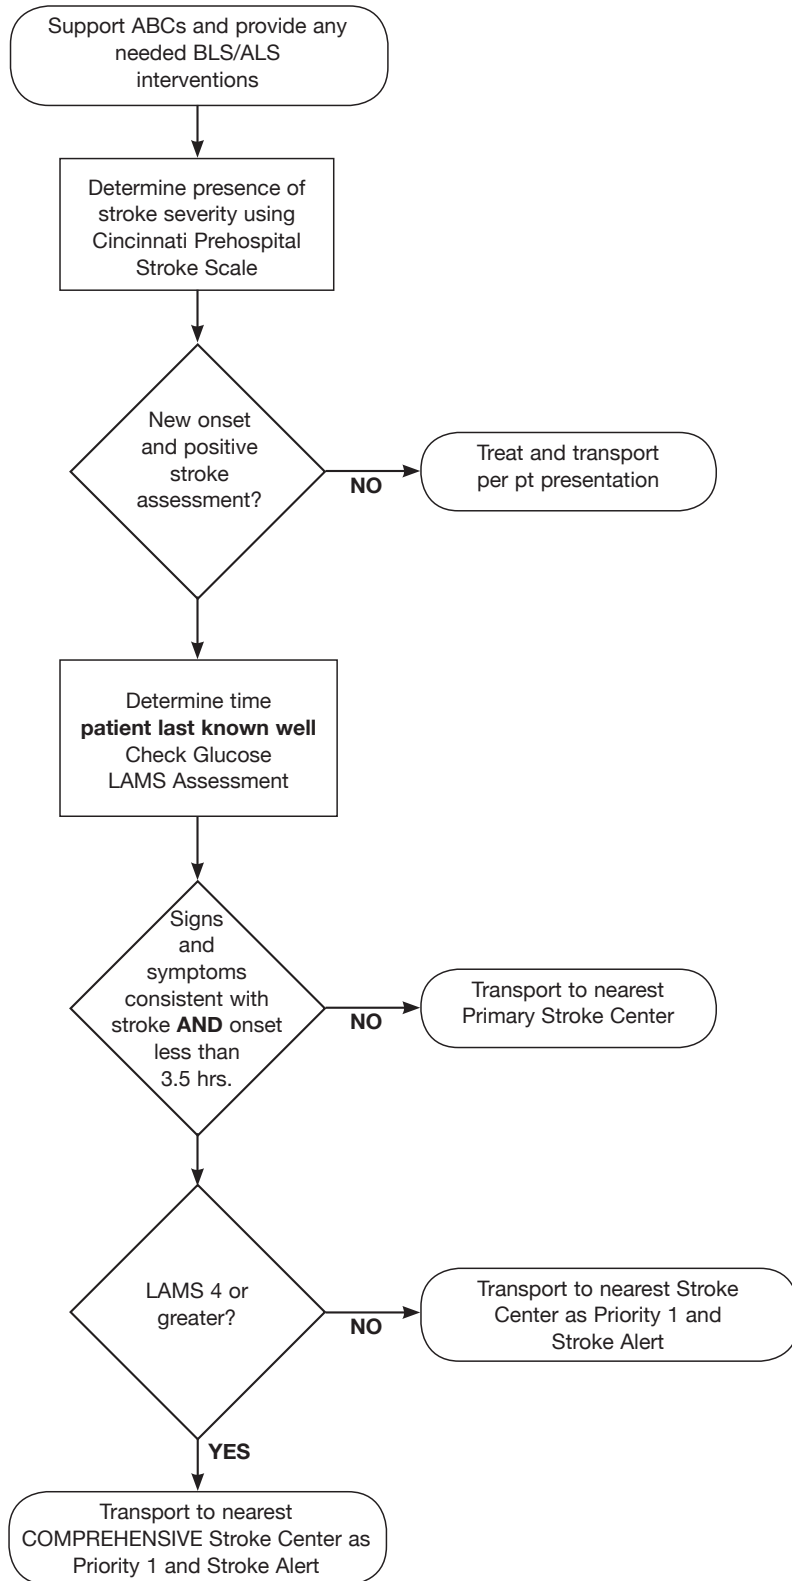 Support ABCs and provide any
needed BLS/ALS
interventions
Determine presence of
stroke severity using
Cincinnati Prehospital
Stroke Scale
New onset
and positive
stroke
assessment?
NO
Treat and transport
per pt presentation
Determine time
patient last known well
Check Glucose
LAMS Assessment
Signs
and
symptoms
consistent with
stroke AND onset
less than
3.5 hrs.
NO
Transport to nearest
Primary Stroke Center
LAMS 4 or
greater?
NO
Transport to nearest Stroke
Center as Priority 1 and
Stroke Alert
YES
Transport to nearest
COMPREHENSIVE Stroke Center as
Priority 1 and Stroke Alert